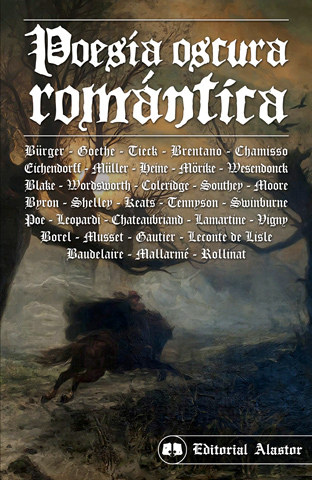 Poesía oscura
romántica
Bürger - Goethe - Tieck - Brentano - Chamisso
Eichendorff - Müller - Heine - Mörike - Wesendonck
Blake - Wordsworth - Coleridge - Southey - Moore
Byron - Shelley - Keats - Tennyson - Swinburne
Poe - Leopardi - Chateaubriand - Lamartine - Vigny
Borel - Musset - Gautier - Leconte de Lisle
Baudelaire - Mallarmé - Rollinat
Editorial Alastor